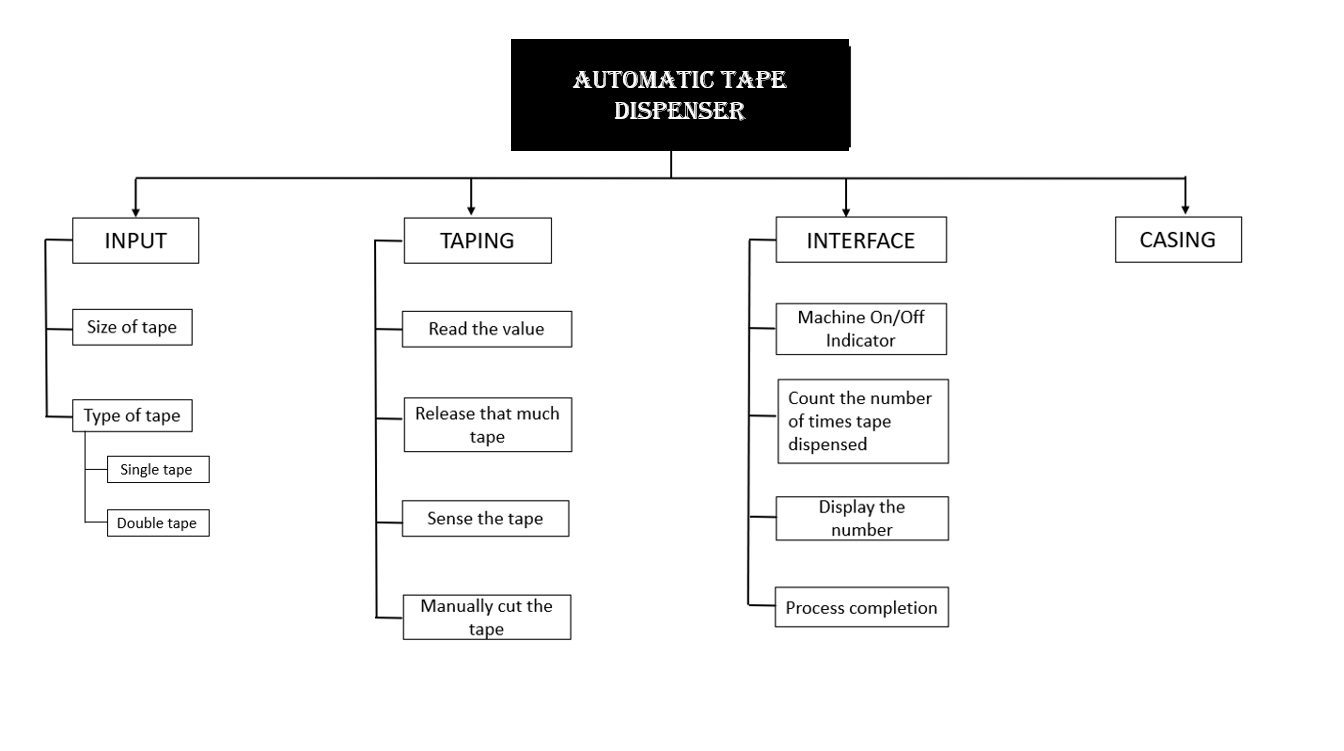 AUTOMATIC TAPE
DISPENSER
INPUT
Size of tape
Type of tape
Single tape
Double tape
TAPING
Read the value
Release that much
tape
Sense the tape
Manually cut the
tape
INTERFACE
Machine On/Off
Indicator
Count the number
of times tape
dispensed
Display the
number
Process completion
CASING